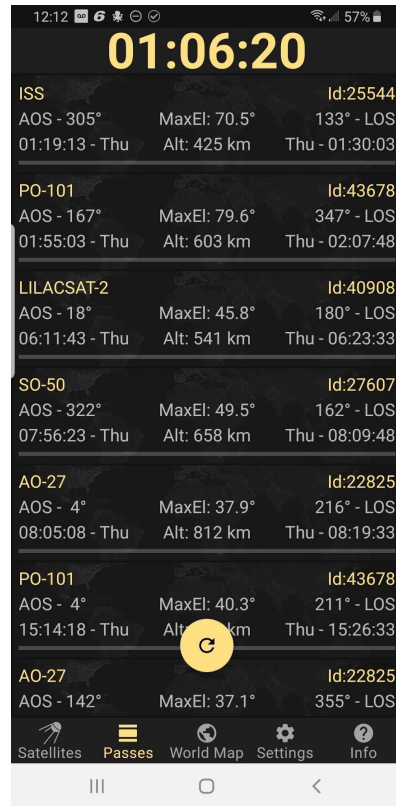 12:12 57%
01:06:20
ISS Id:25544
AOS - 305° MaxEl: 70.5° 133° - LOS
01:19:13 - Thu Alt: 425 km Thu - 01:30:03
PO-101 Id:43678
AOS - 167° MaxEl: 79.6° 347° - LOS
01:55:03 - Thu Alt: 603 km Thu - 02:07:48
LILACSAT-2 Id:40908
AOS - 18° MaxEl: 45.8° 180° - LOS
06:11:43 - Thu Alt: 541 km Thu - 06:23:33
SO-50 Id:27607
AOS - 322° MaxEl: 49.5° 162° - LOS
07:56:23 - Thu Alt: 658 km Thu - 08:09:48
AO-27 Id:22825
AOS - 4° MaxEl: 37.9° 216° - LOS
08:05:08 - Thu Alt: 812 km Thu - 08:19:33
PO-101 Id:43678
AOS - 4° MaxEl: 40.3° 211° - LOS
15:14:18 - Thu km Thu - 15:26:33
AO-27 Id:22825
AOS - 142° MaxEl: 37.1° 355° - LOS
Satellites Passes World Map Settings Info